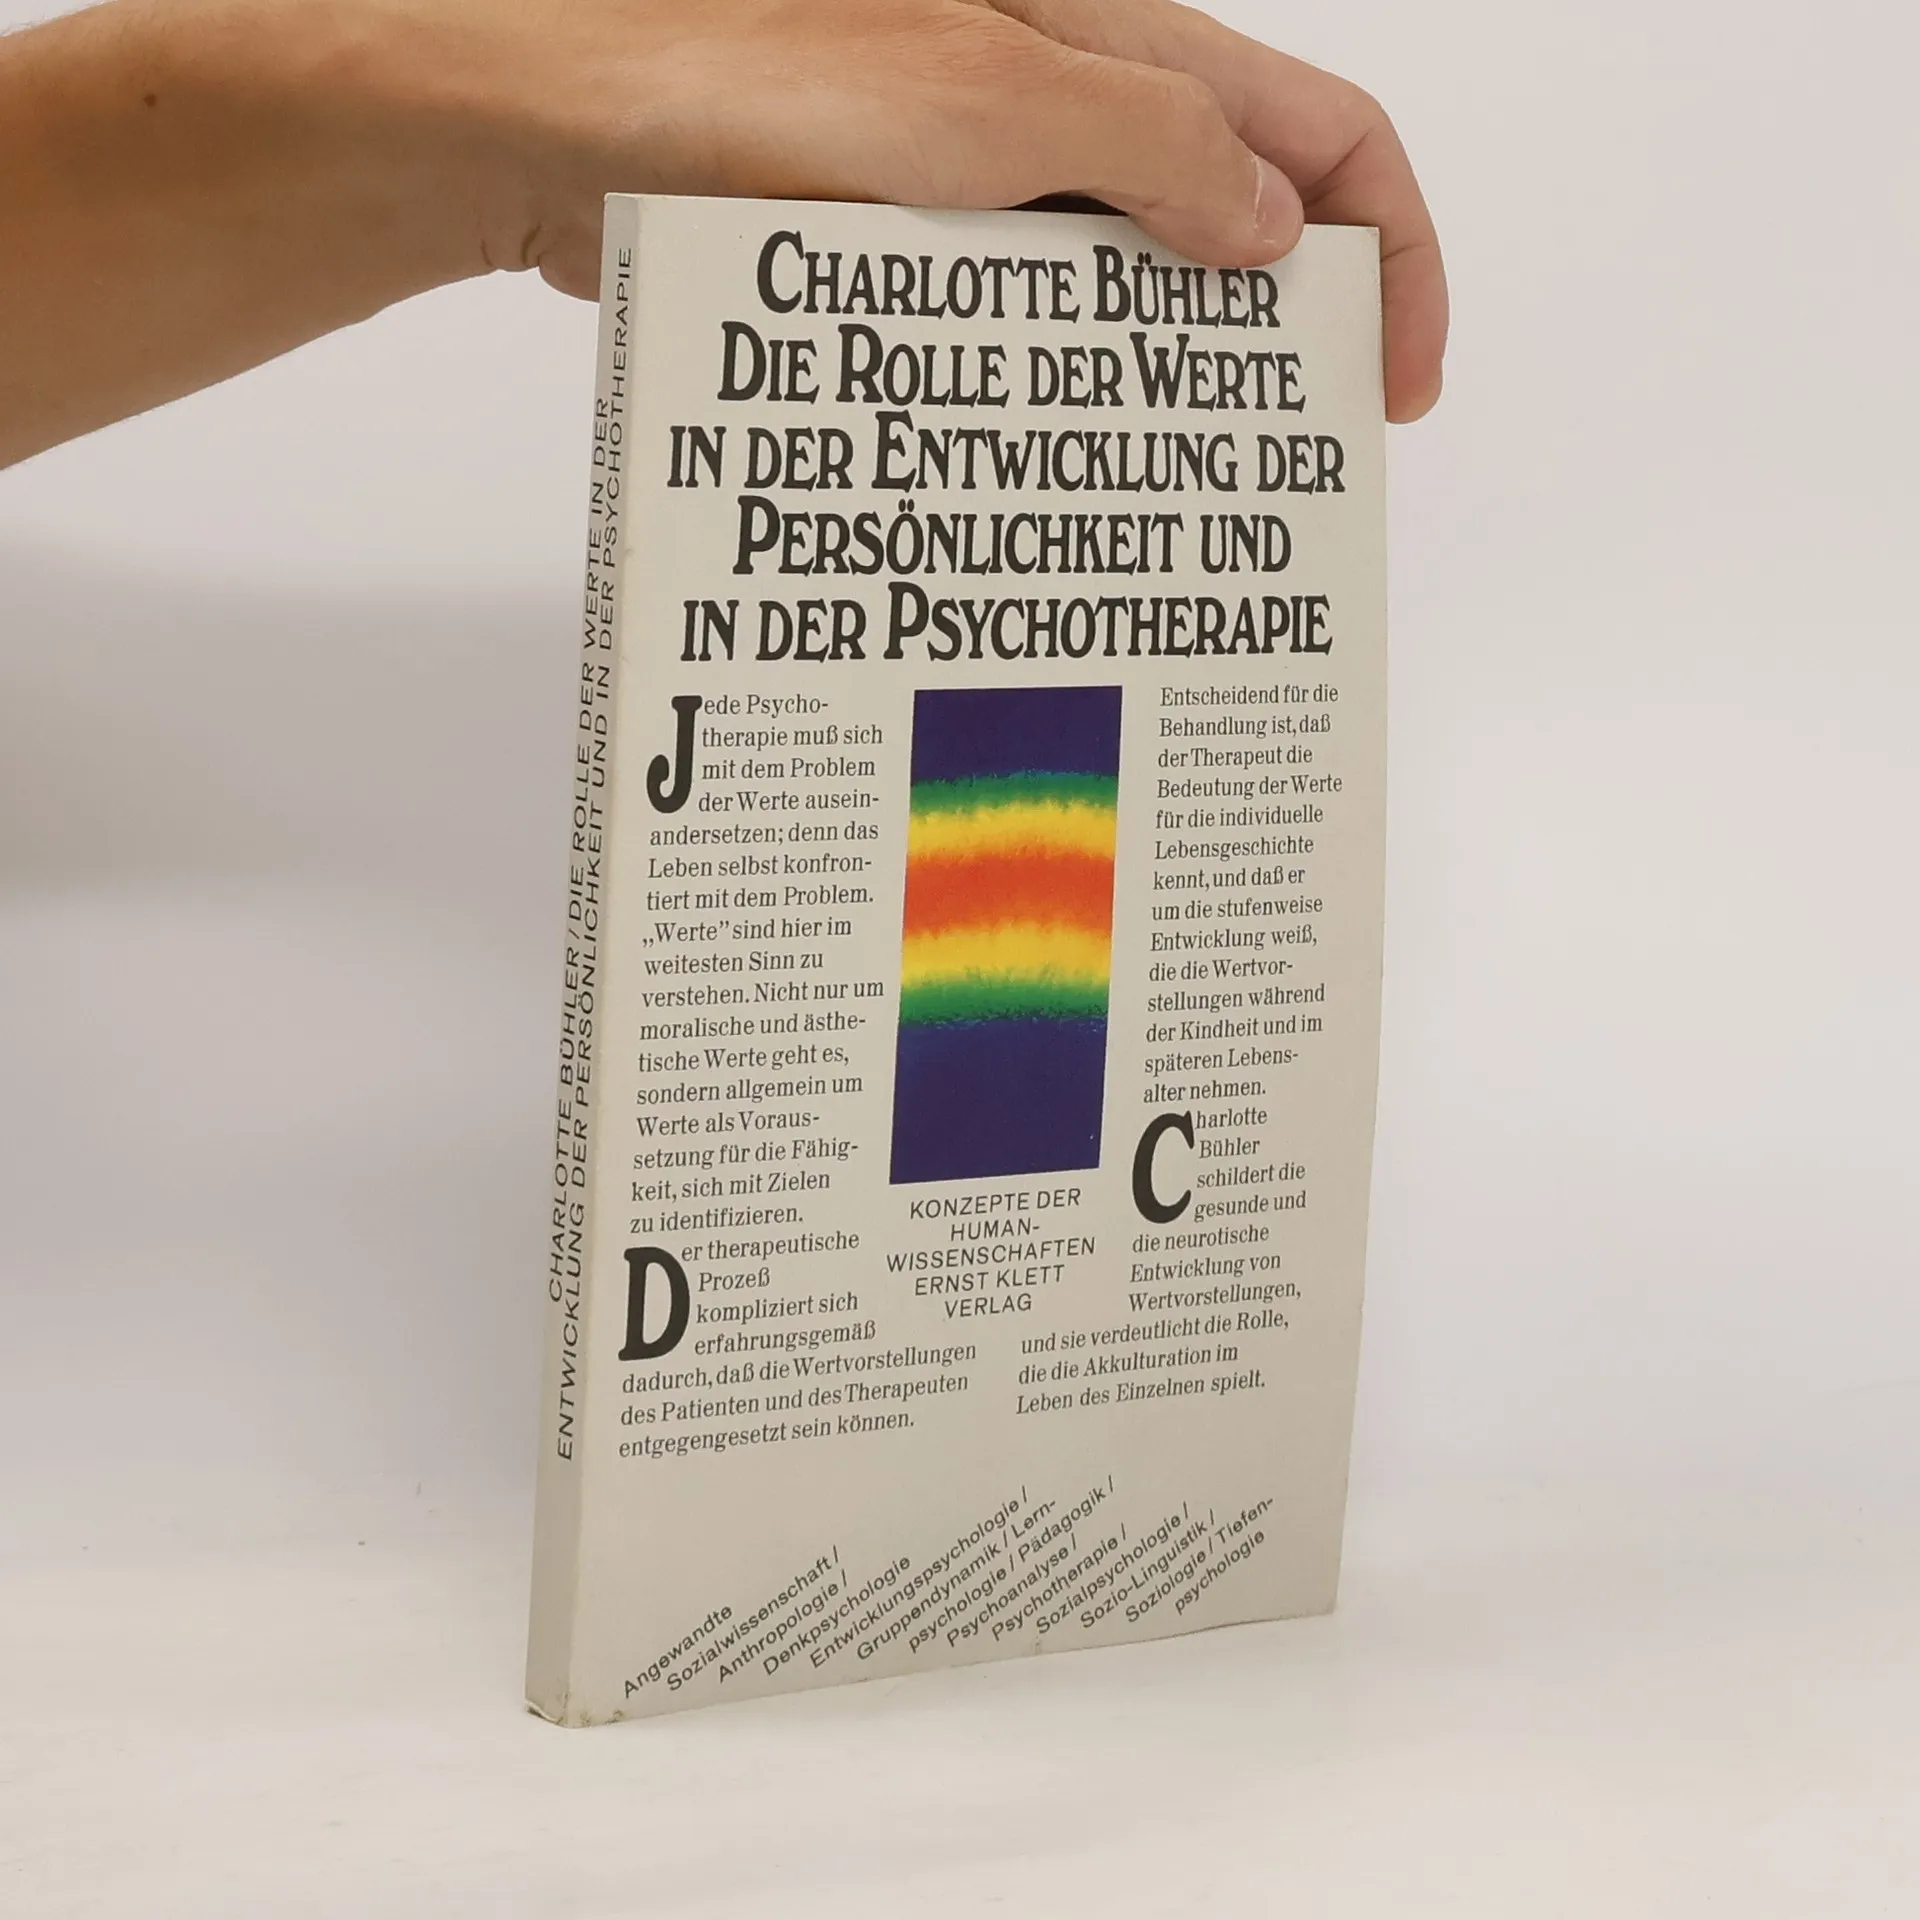 CHARLOTTE BÜHLER
DIE ROLLE DER WERTE
IN DER ENTWICKLUNG DER
PERSÖNLICHKEIT UND
IN DER PSYCHOTHERAPIE
Jede Psycho-
therapie muß sich
mit dem Problem
der Werte ausein-
andersetzen; denn das
Leben selbst konfron-
tiert mit dem Problem.
„Werte” sind hier im
weitesten Sinn zu
verstehen. Nicht nur um
moralische und ästhe-
tische Werte geht es,
sondern allgemein um
Werte als Voraus-
setzung für die Fähig-
keit, sich mit Zielen
zu identifizieren.
Der therapeutische
Prozeß
kompliziert sich
erfahrungsgemäß
dadurch, daß die Wertvorstellungen
des Patienten und des Therapeuten
entgegengesetzt sein können.
KONZEPTE DER
HUMAN-
WISSENSCHAFTEN
ERNST KLETT
VERLAG
Entscheidend für die
Behandlung ist, daß
der Therapeut die
Bedeutung der Werte
für die individuelle
Lebensgeschichte
kennt, und daß er
um die stufenweise
Entwicklung weiß,
die die Wertvor-
stellungen während
der Kindheit und im
späteren Lebens-
alter nehmen.
Charlotte
Bühler
schildert die
gesunde und
die neurotische
Entwicklung von
Wertvorstellungen,
und sie verdeutlicht die Rolle,
die die Akkulturation im
Leben des Einzelnen spielt.
Angewandte
Sozialwissenschaft /
Anthropologie /
Denkpsychologie
Entwicklungspsychologie /
Gruppendynamik / Lern-
psychologie / Pädagogik /
Psychoanalyse /
Psychotherapie /
Sozialpsychologie /
Sozio-Linguistik /
Soziologie / Tiefen-
psychologie
CHARLOTTE BÜHLER / DIE ROLLE DER WERTE IN DER
ENTWICKLUNG DER PERSÖNLICHKEIT UND IN DER PSYCHOTHERAPIE